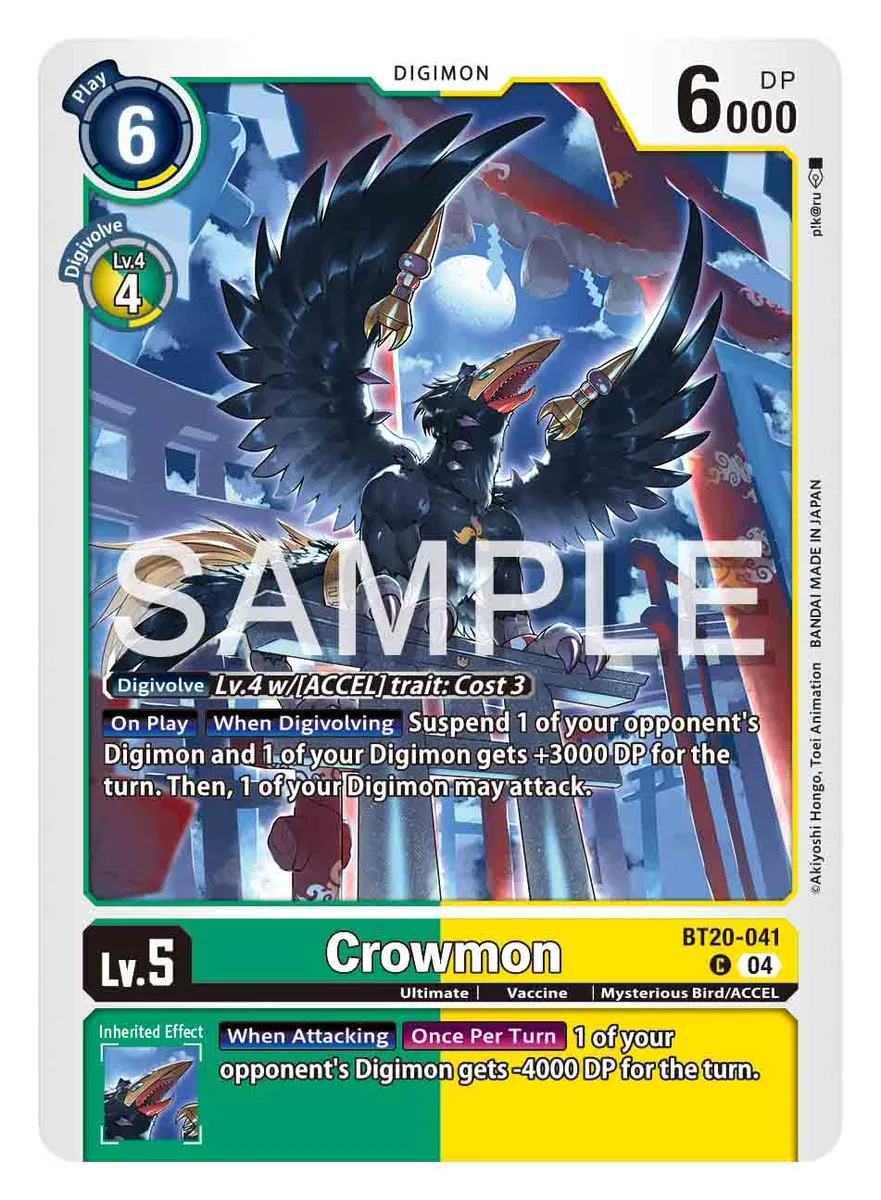 DIGIMON
Play
6
6000
DP
Digivolve
Lv.4
4
p!k@ru
SAMPLE
Digivolve Lv.4 w/[ACCEL] trait: Cost 3
On Play When Digivolving Suspend 1 of your opponent's
Digimon and 1 of your Digimon gets +3000 DP for the
turn. Then, 1 of your Digimon may attack.
©Akiyoshi Hongo, Toei Animation BANDAI MADE IN JAPAN
Lv.5
Crowmon
BT20-041
C 04
Ultimate | Vaccine | Mysterious Bird/ACCEL
Inherited Effect
When Attacking Once Per Turn 1 of your
opponent's Digimon gets -4000 DP for the turn.